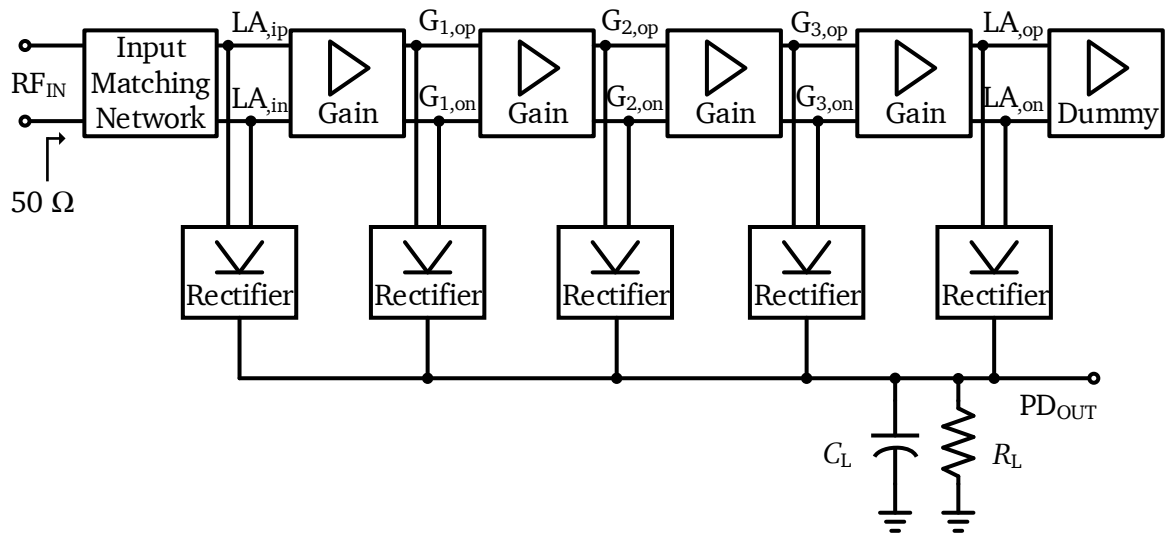 LA,ip
G1,op
G2,op
G3,op
LA,op
RFIN
Input
Matching
Network
LA,in
G1,on
G2,on
G3,on
LA,on
Gain
Gain
Gain
Gain
Dummy
50 Ω
Rectifier
Rectifier
Rectifier
Rectifier
Rectifier
PDOUT
CL
RL